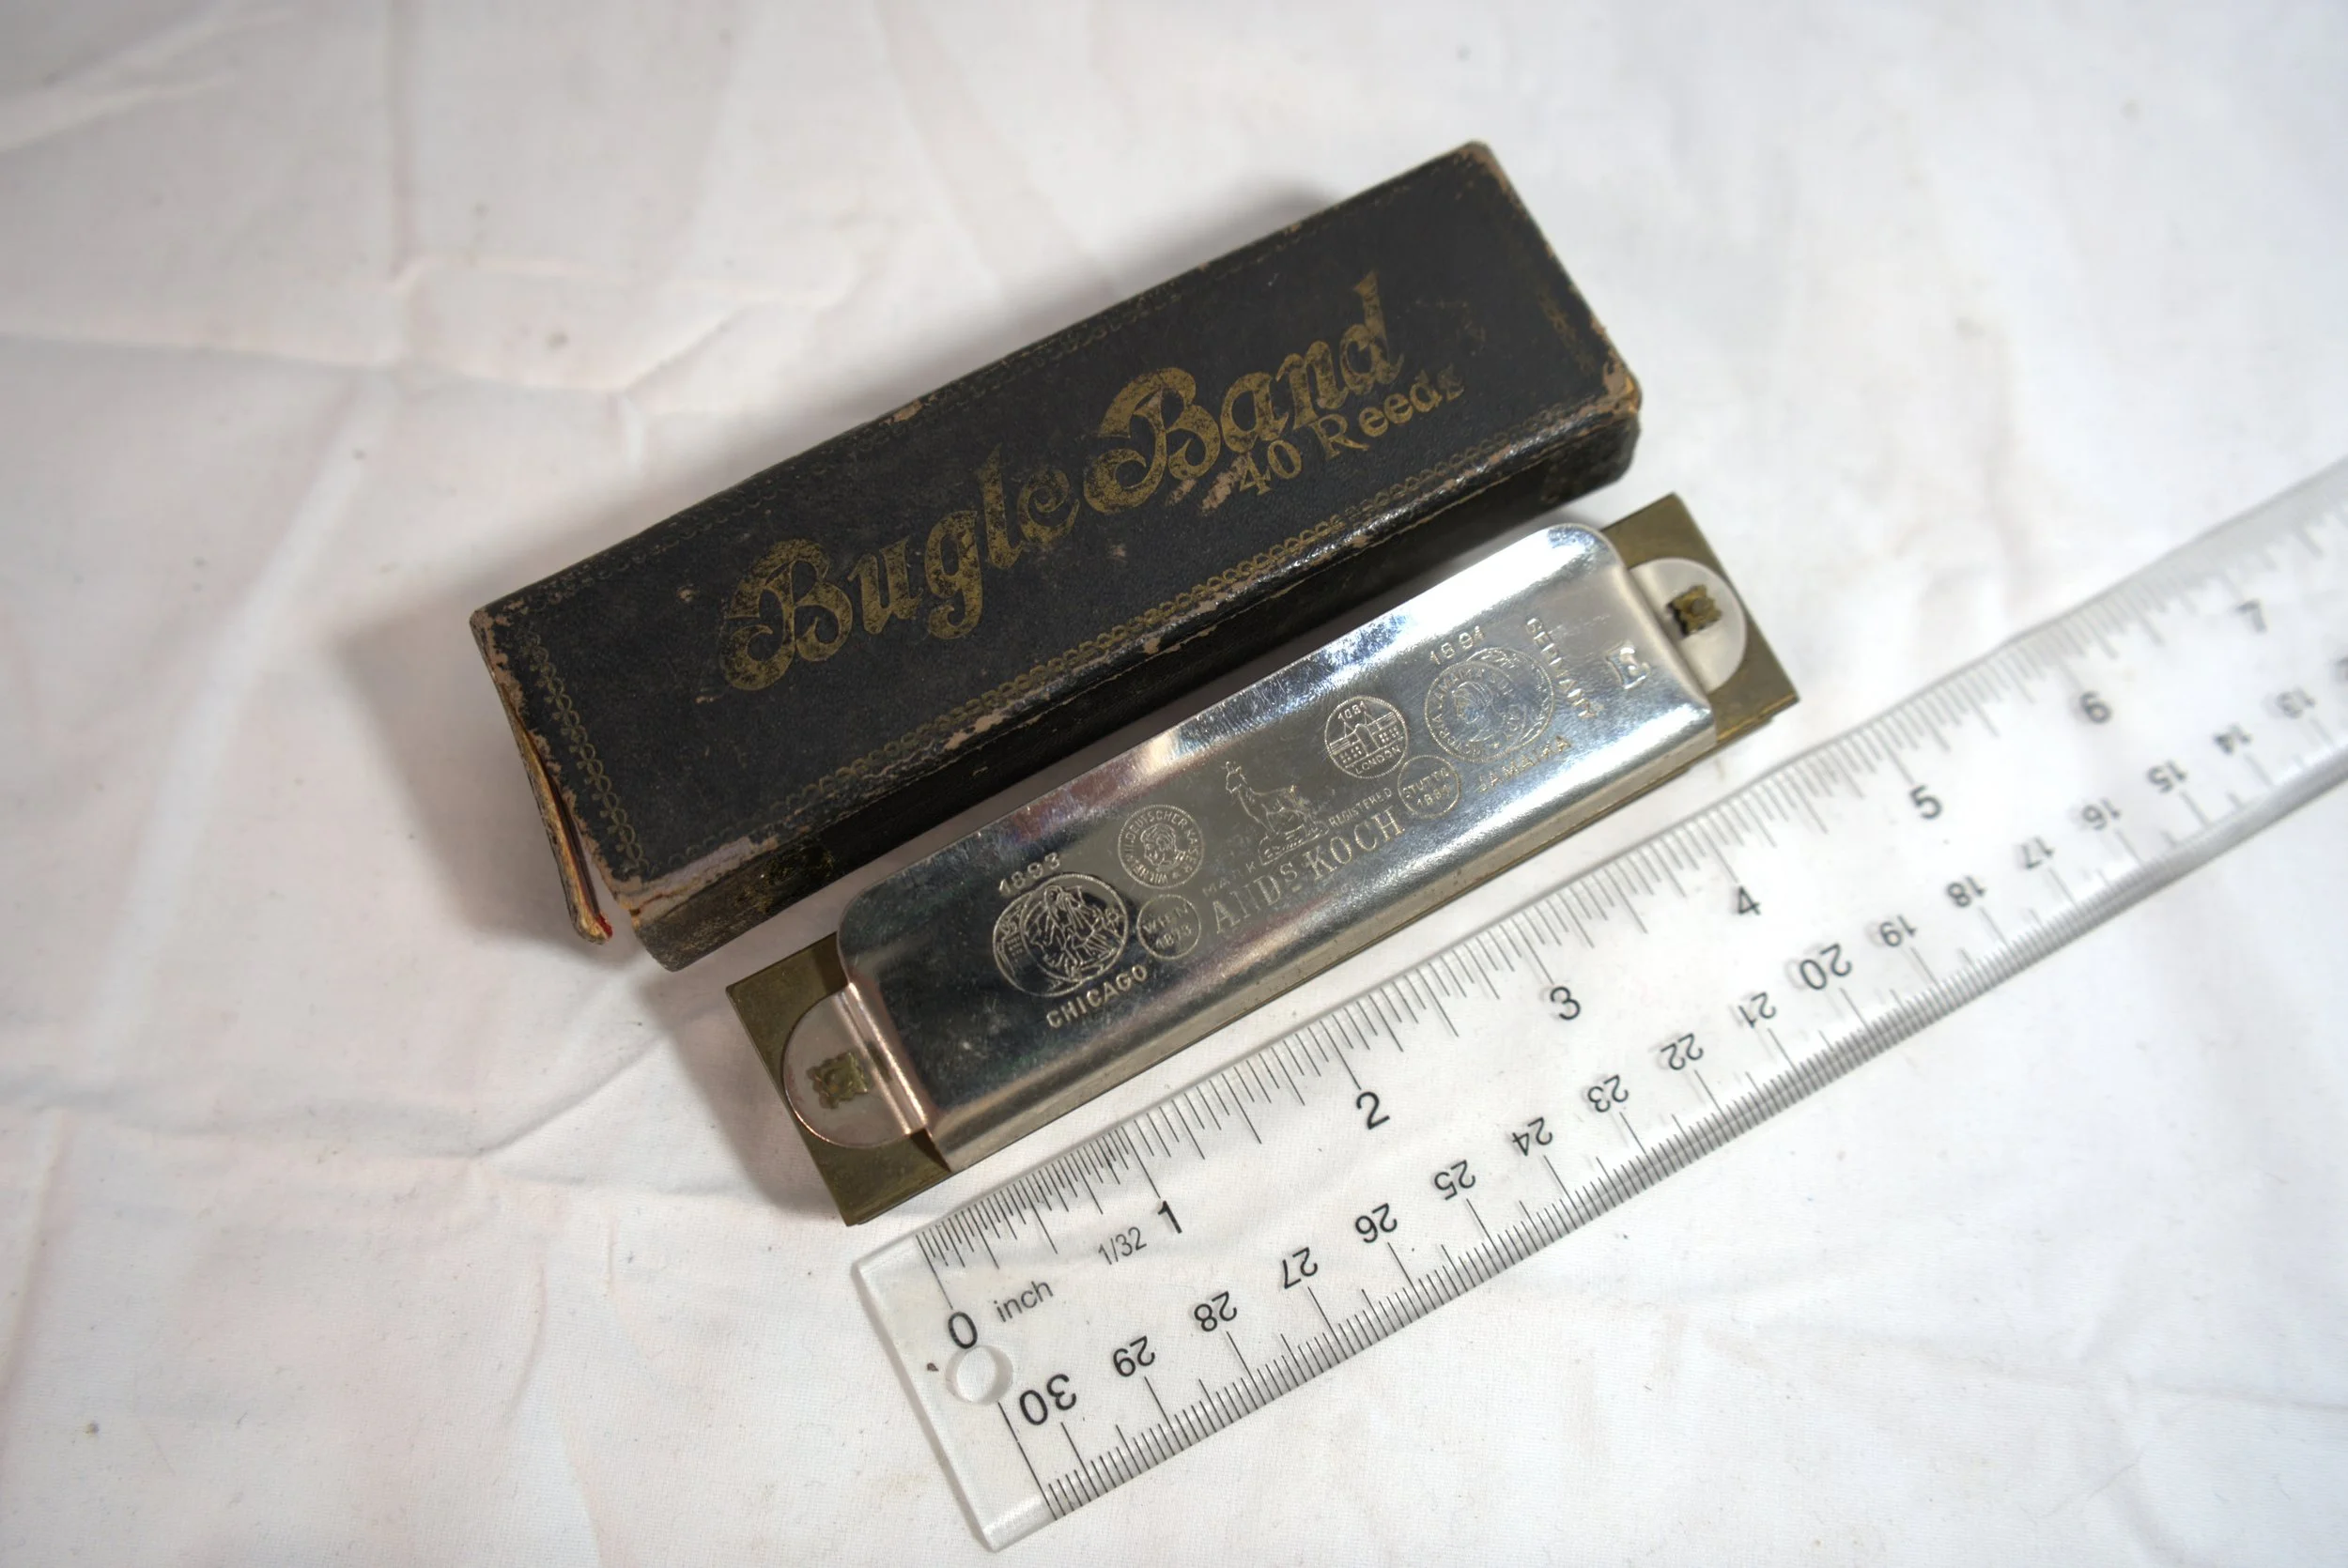 Bugle Band
40 Reeds
1893
CHICAGO
WIEN
1873
MARK
REGISTERED
ANDS KOCH
1881
LONDON
STUTTG
1881
1891
JAMAIKA
GERMANY
E
0 inch 1/32 1 2 3 4 5 6 7
30 29 28 27 26 25 24 23 22 21 20 19 18 17 16 15 14 13